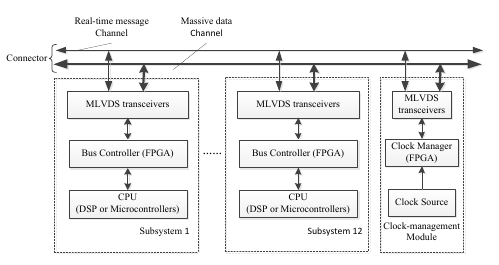 Real-time message
Channel
Massive data
Channel
Connector
MLVDS transceivers
Bus Controller (FPGA)
CPU
(DSP or Microcontrollers)
Subsystem 1
......
MLVDS transceivers
Bus Controller (FPGA)
CPU
(DSP or Microcontrollers)
Subsystem 12
MLVDS
transceivers
Clock Manager
(FPGA)
Clock Source
Clock-management
Module